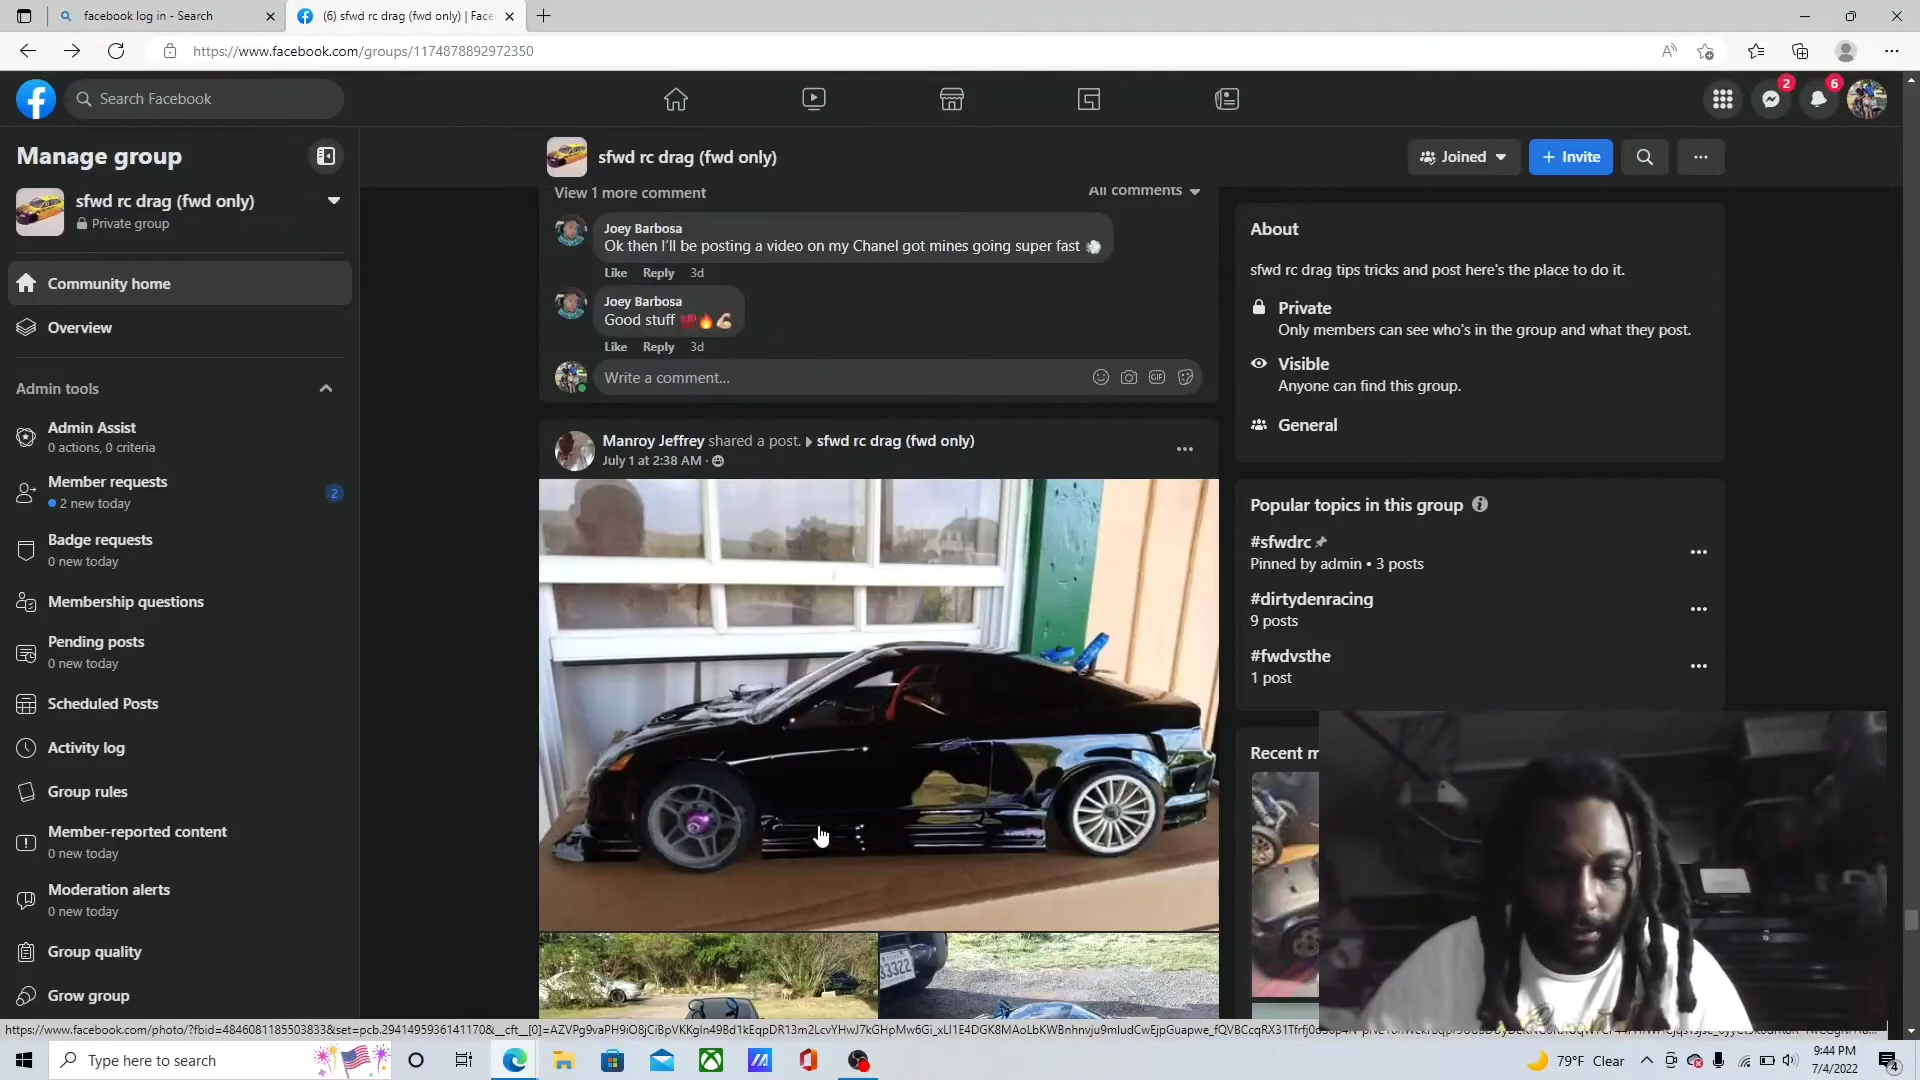 facebook log in - Search
(6) sfwd rc drag (fwd only) | Face
https://www.facebook.com/groups/1174878892972350
Search Facebook
2
6
Manage group
sfwd rc drag (fwd only)
Private group
Community home
Overview
Admin tools
Admin Assist
0 actions, 0 criteria
Member requests
2 new today
2
Badge requests
0 new today
Membership questions
Pending posts
0 new today
Scheduled Posts
Activity log
Group rules
Member-reported content
0 new today
Moderation alerts
0 new today
Group quality
Grow group
sfwd rc drag (fwd only)
Joined
+ Invite
View 1 more comment
All comments
Joey Barbosa
Ok then I'll be posting a video on my Chanel got mines going super fast 💨
Like Reply 3d
Joey Barbosa
Good stuff 💯🔥💪🏼
Like Reply 3d
Write a comment...
GIF
Manroy Jeffrey shared a post. ▸ sfwd rc drag (fwd only)
July 1 at 2:38 AM ·
33322
About
sfwd rc drag tips tricks and post here's the place to do it.
Private
Only members can see who's in the group and what they post.
Visible
Anyone can find this group.
General
Popular topics in this group
#sfwdrc
Pinned by admin • 3 posts
#dirtydenracing
9 posts
#fwdvsthe
1 post
Recent m
Type here to search
79°F Clear
9:44 PM
7/4/2022
4